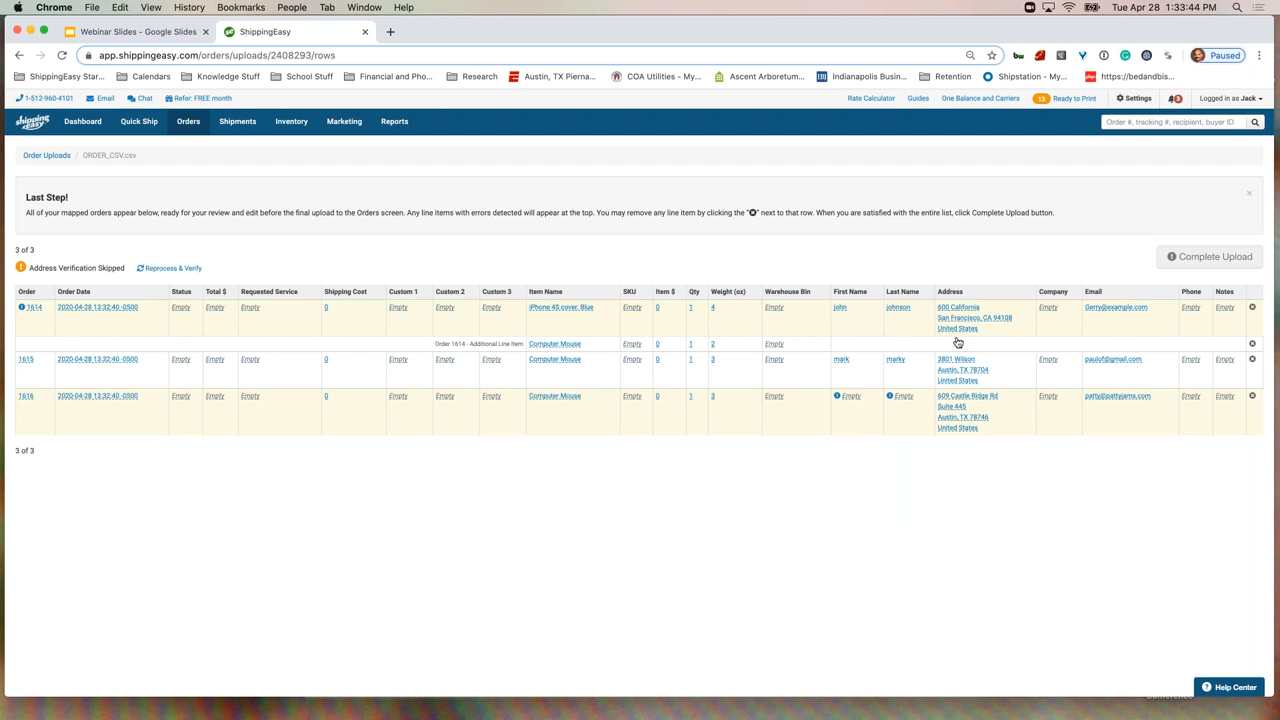 Chrome File Edit View History Bookmarks People Tab Window Help Tue Apr 28 1:33:44 PM
Webinar Slides - Google Slides × ShippingEasy × +
app.shippingeasy.com/orders/uploads/2408293/rows Paused
ShippingEasy Star... Calendars Knowledge Stuff School Stuff Financial and Pho... Research Austin, TX Pierna... COA Utilities - My... Ascent Arboretum... Indianapolis Busin... Retention Shipstation - My... https://bedandbis...
1-512-960-4101 Email Chat Refer: FREE month Rate Calculator Guides One Balance and Carriers 13 Ready to Print Settings 3 Logged in as Jack
shipping easy Dashboard Quick Ship Orders Shipments Inventory Marketing Reports Order #, tracking #, recipient, buyer ID
Order Uploads / ORDER_CSV.csv
Last Step! ×
All of your mapped orders appear below, ready for your review and edit before the final upload to the Orders screen. Any line items with errors detected will appear at the top. You may remove any line item by clicking the "⊗" next to that row. When you are satisfied with the entire list, click Complete Upload button.
3 of 3
Complete Upload
Address Verification Skipped Reprocess & Verify
Order Order Date Status Total $ Requested Service Shipping Cost Custom 1 Custom 2 Custom 3 Item Name SKU Item $ Qty Weight (oz) Warehouse Bin First Name Last Name Address Company Email Phone Notes
1614 2020-04-28 13:32:40 -0500 Empty Empty Empty 0 Empty Empty Empty iPhone 4S cover, Blue Empty 0 1 4 Empty john johnson 600 California Empty Gerry@example.com Empty Empty
San Francisco, CA 94108
United States
Order 1614 - Additional Line Item Computer Mouse Empty 0 1 2 Empty
1615 2020-04-28 13:32:40 -0500 Empty Empty Empty 0 Empty Empty Empty Computer Mouse Empty 0 1 3 Empty mark marky 3801 Wilson Empty paulof@gmail.com Empty Empty
Austin, TX 78704
United States
1616 2020-04-28 13:32:40 -0500 Empty Empty Empty 0 Empty Empty Empty Computer Mouse Empty 0 1 3 Empty Empty Empty 609 Castle Ridge Rd Empty patty@pattyjams.com Empty Empty
Suite 445
Austin, TX 78746
United States
3 of 3
Help Center